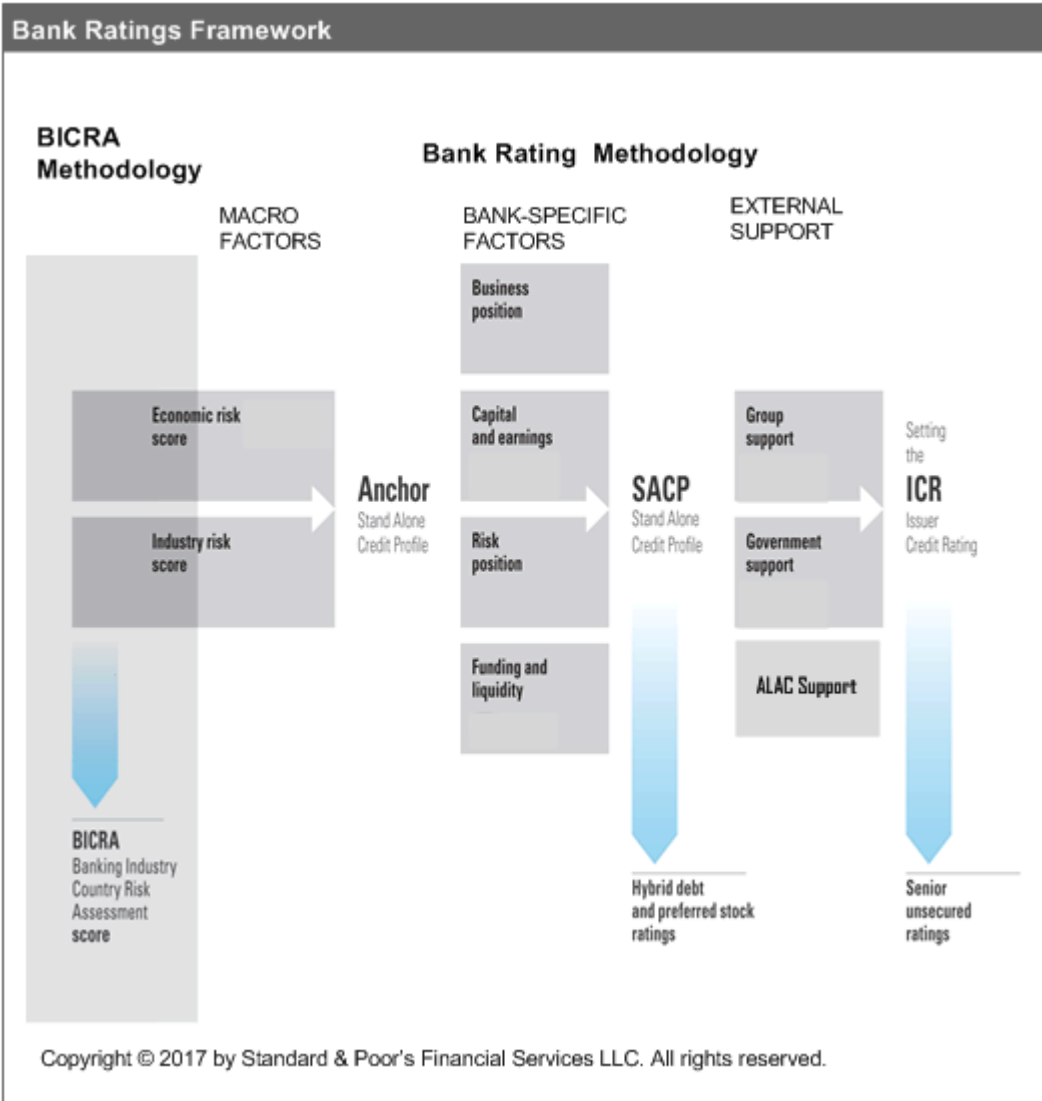 Bank Ratings Framework
BICRA
Methodology
Bank Rating Methodology
MACRO
FACTORS
BANK-SPECIFIC
FACTORS
EXTERNAL
SUPPORT
Business
position
Economic risk
score
Capital
and earnings
Group
support
Setting
the
Anchor
Stand Alone
Credit Profile
SACP
Stand Alone
Credit Profile
ICR
Issuer
Credit Rating
Industry risk
score
Risk
position
Government
support
Funding and
liquidity
ALAC Support
BICRA
Banking Industry
Country Risk
Assessment
score
Hybrid debt
and preferred stock
ratings
Senior
unsecured
ratings
Copyright © 2017 by Standard & Poor's Financial Services LLC. All rights reserved.